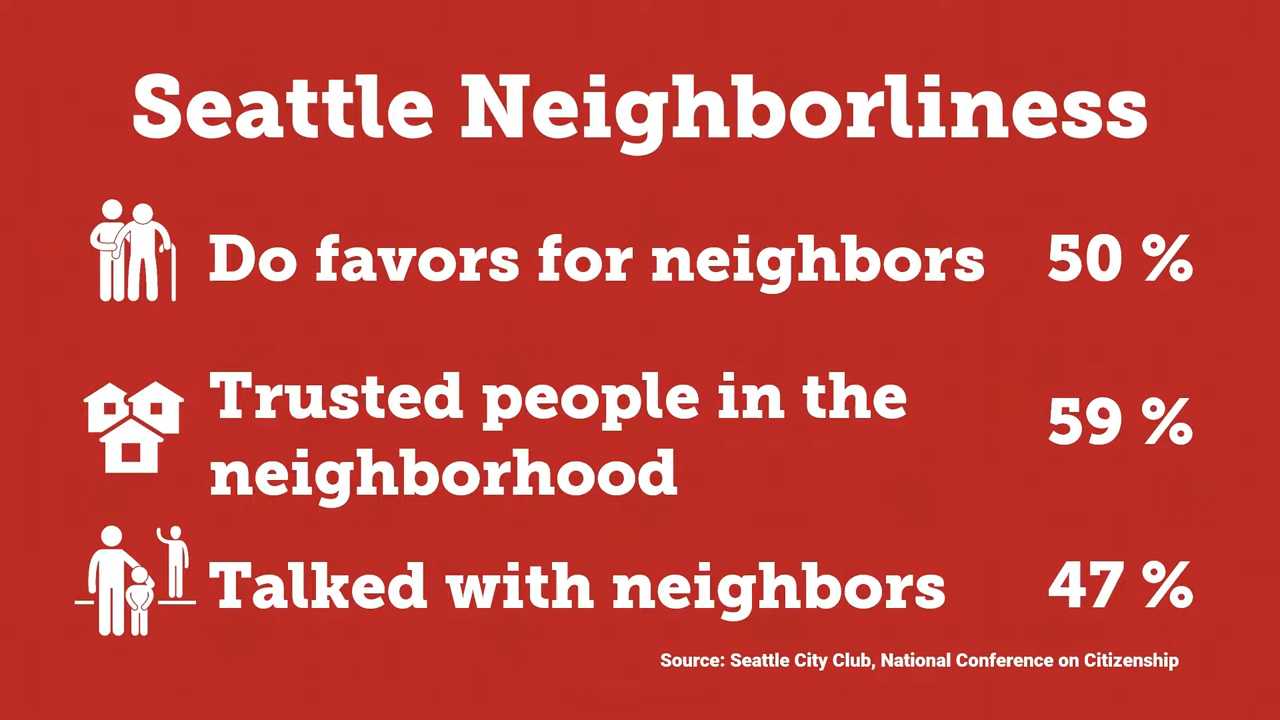 Seattle Neighborliness
Do favors for neighbors 50 %
Trusted people in the
neighborhood
59 %
Talked with neighbors 47 %
Source: Seattle City Club, National Conference on Citizenship